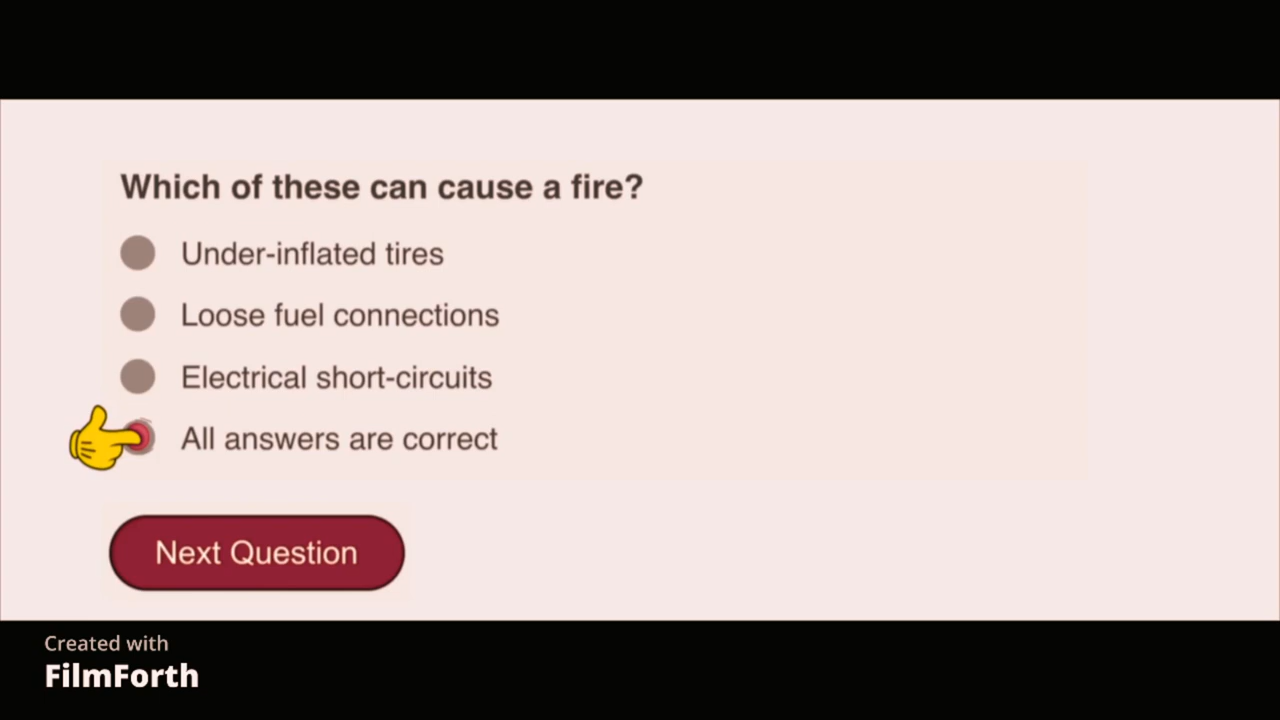 Which of these can cause a fire?
Under-inflated tires
Loose fuel connections
Electrical short-circuits
All answers are correct
Next Question
Created with
FilmForth